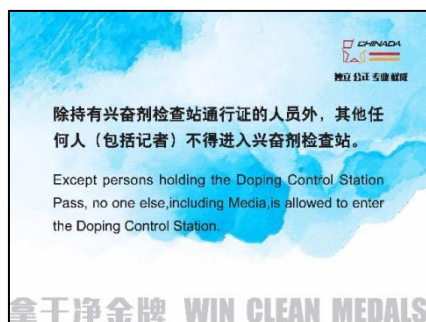 CHINADA
独立 公正 专业 权威
除持有兴奋剂检查站通行证的人员外，其他任
何人（包括记者）不得进入兴奋剂检查站。
Except persons holding the Doping Control Station
Pass, no one else,including Media,is allowed to enter
the Doping Control Station.
拿干净金牌 WIN CLEAN MEDALS